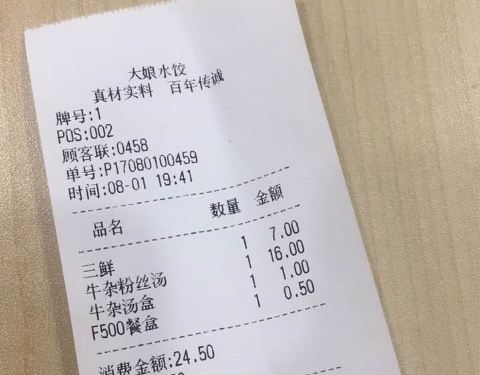 大娘水饺
真材实料 百年传诚
牌号:1
POS:002
顾客联:0458
单号:P17080100459
时间:08-01 19:41
品名 数量 金额
三鲜 1 7.00
牛杂粉丝汤 1 16.00
牛杂汤盒 1 1.00
F500餐盒 1 0.50
消费金额:24.50